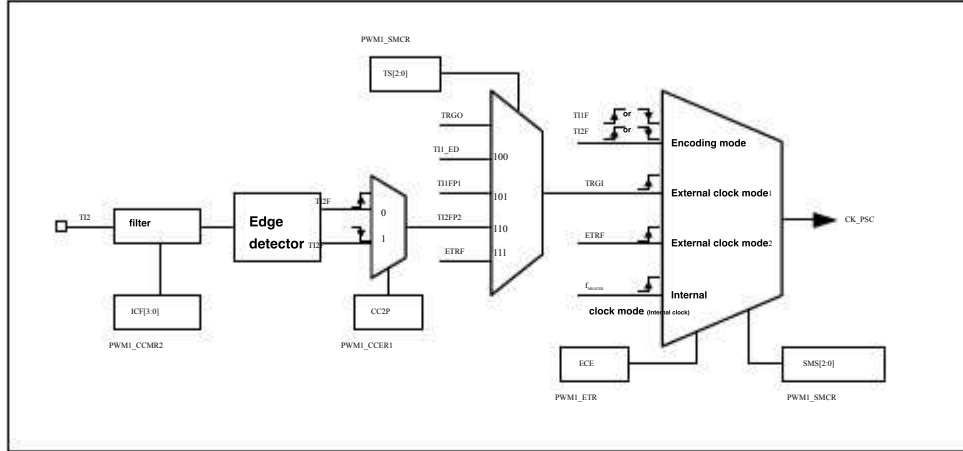 PWM1_SMCR
TS[2:0]
TRGO
TI1_ED
100
TI1FP1
101
TI2FP2
110
ETRF
111
TI1F or
TI2F or
Encoding mode
TRGI
External clock mode1
ETRF
External clock mode2
Internal
clock mode (Internal clock)
CK_PSC
TI2
filter
Edge
detector
TI2F
TI2F
0
1
ICF[3:0]
PWM1_CCMR2
CC2P
PWM1_CCER1
ECE
PWM1_ETR
SMS[2:0]
PWM1_SMCR